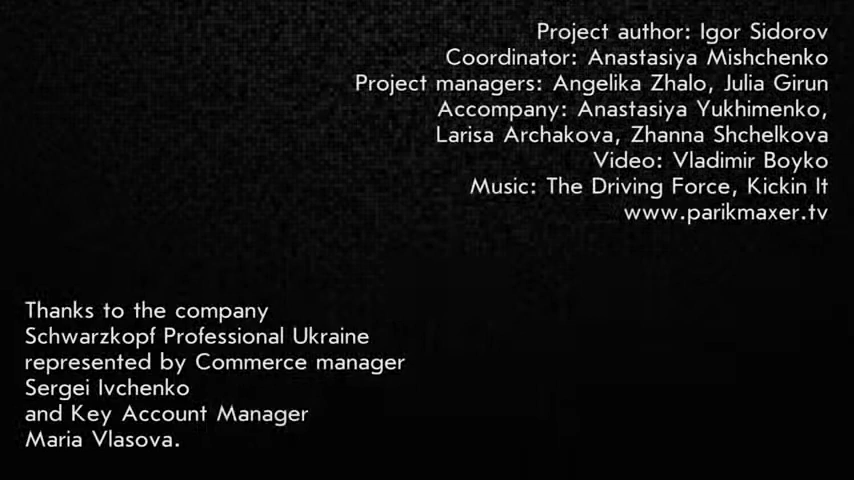 Project author: Igor Sidorov
Coordinator: Anastasiya Mishchenko
Project managers: Angelika Zhalo, Julia Girun
Accompany: Anastasiya Yukhimenko,
Larisa Archakova, Zhanna Shchelkova
Video: Vladimir Boyko
Music: The Driving Force, Kickin It
www.parikmaxer.tv
Thanks to the company
Schwarzkopf Professional Ukraine
represented by Commerce manager
Sergei Ivchenko
and Key Account Manager
Maria Vlasova.